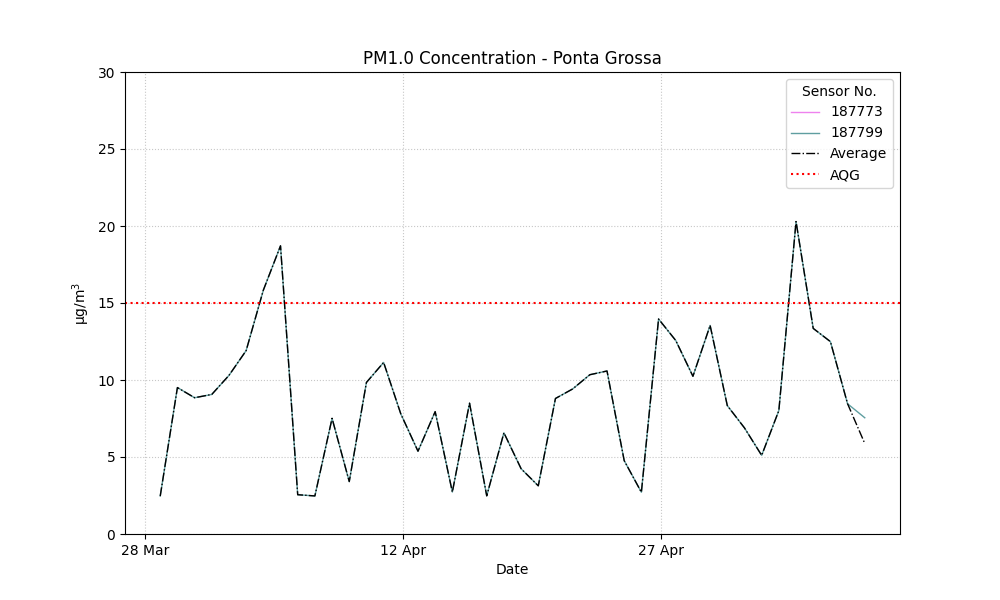 PM1.0 Concentration - Ponta Grossa
30
25
20
15
10
5
0
µg/m³
28 Mar
12 Apr
27 Apr
Date
Sensor No.
187773
187799
Average
AQG